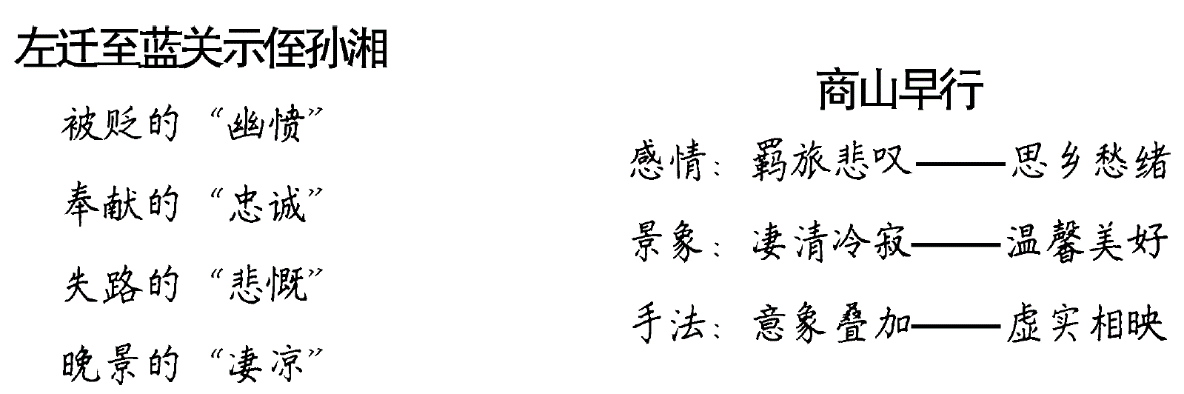 左迁至蓝关示侄孙湘
被贬的 “幽愤”
奉献的 “忠诚”
失路的 “悲慨”
晚景的 “凄凉”
商山早行
感情：羁旅悲叹——思乡愁绪
景象：凄清冷寂——温馨美好
手法：意象叠加——虚实相映